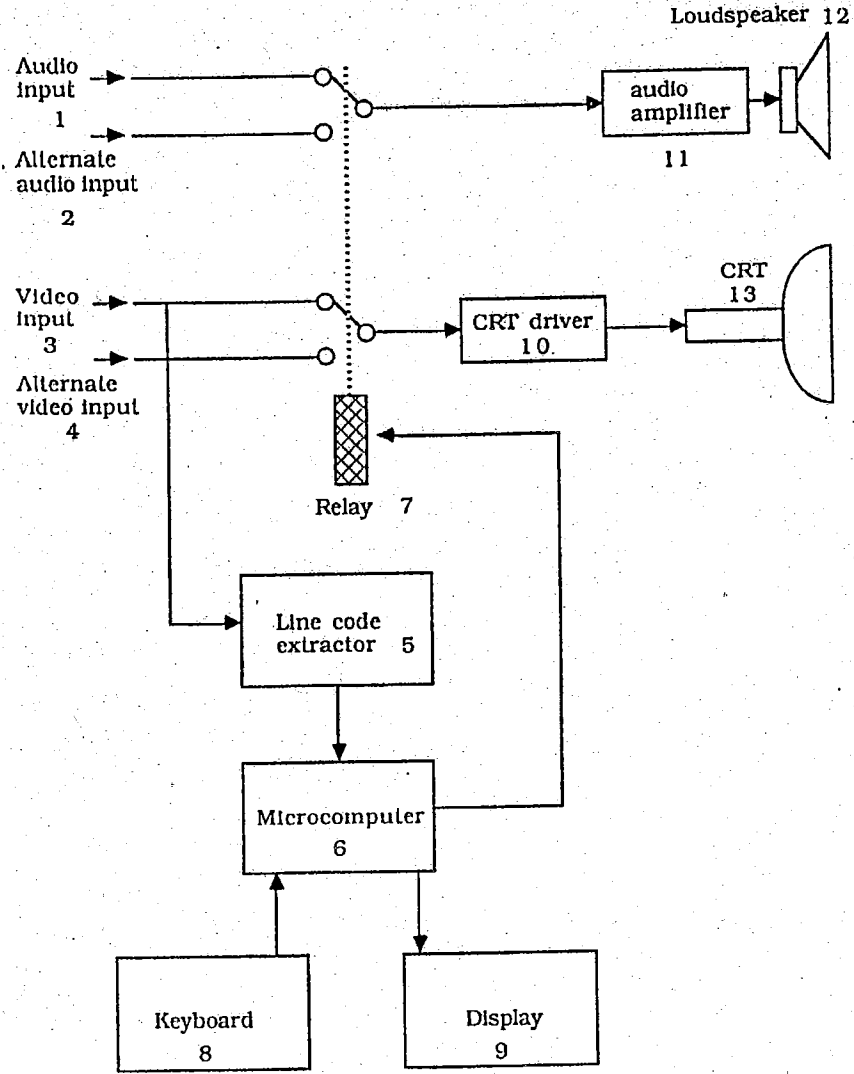 Loudspeaker 12
Audio
input
1
audio
amplifier
11
Alternate
audio input
2
Video
input
3
CRT driver
10.
CRT
13
Alternate
video input
4
Relay 7
Line code
extractor 5
Microcomputer
6
Keyboard
8
Display
9